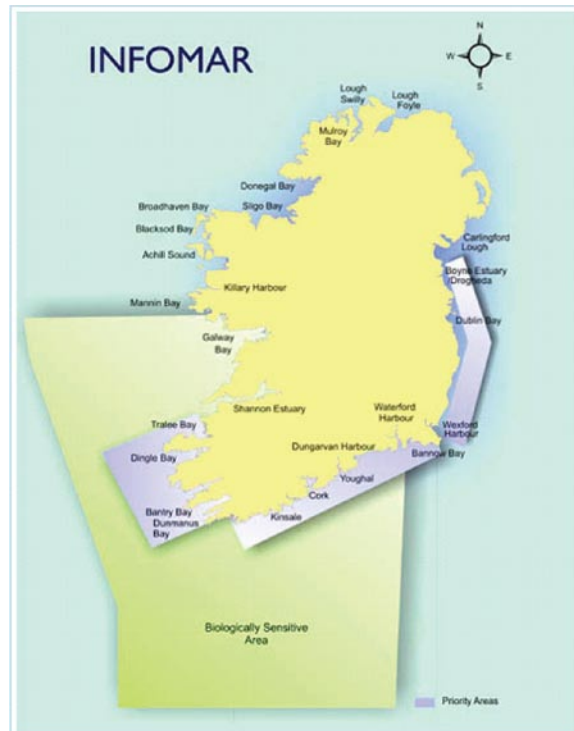 INFOMAR
N
W
E
S
Lough
Swilly
Lough
Foyle
Mulroy
Bay
Donegal Bay
Sligo Bay
Broadhaven Bay
Blacksod Bay
Achill Sound
Killary Harbour
Mannin Bay
Galway
Bay
Carlingford
Lough
Boyne Estuary
/Drogheda
Dublin Bay
Shannon Estuary
Waterford
Harbour
Wexford
Harbour
Tralee Bay
Dungarvan Harbour
Bannow Bay
Dingle Bay
Youghal
Cork
Bantry Bay
Dunmanus
Bay
Kinsale
Biologically Sensitive
Area
Priority Areas